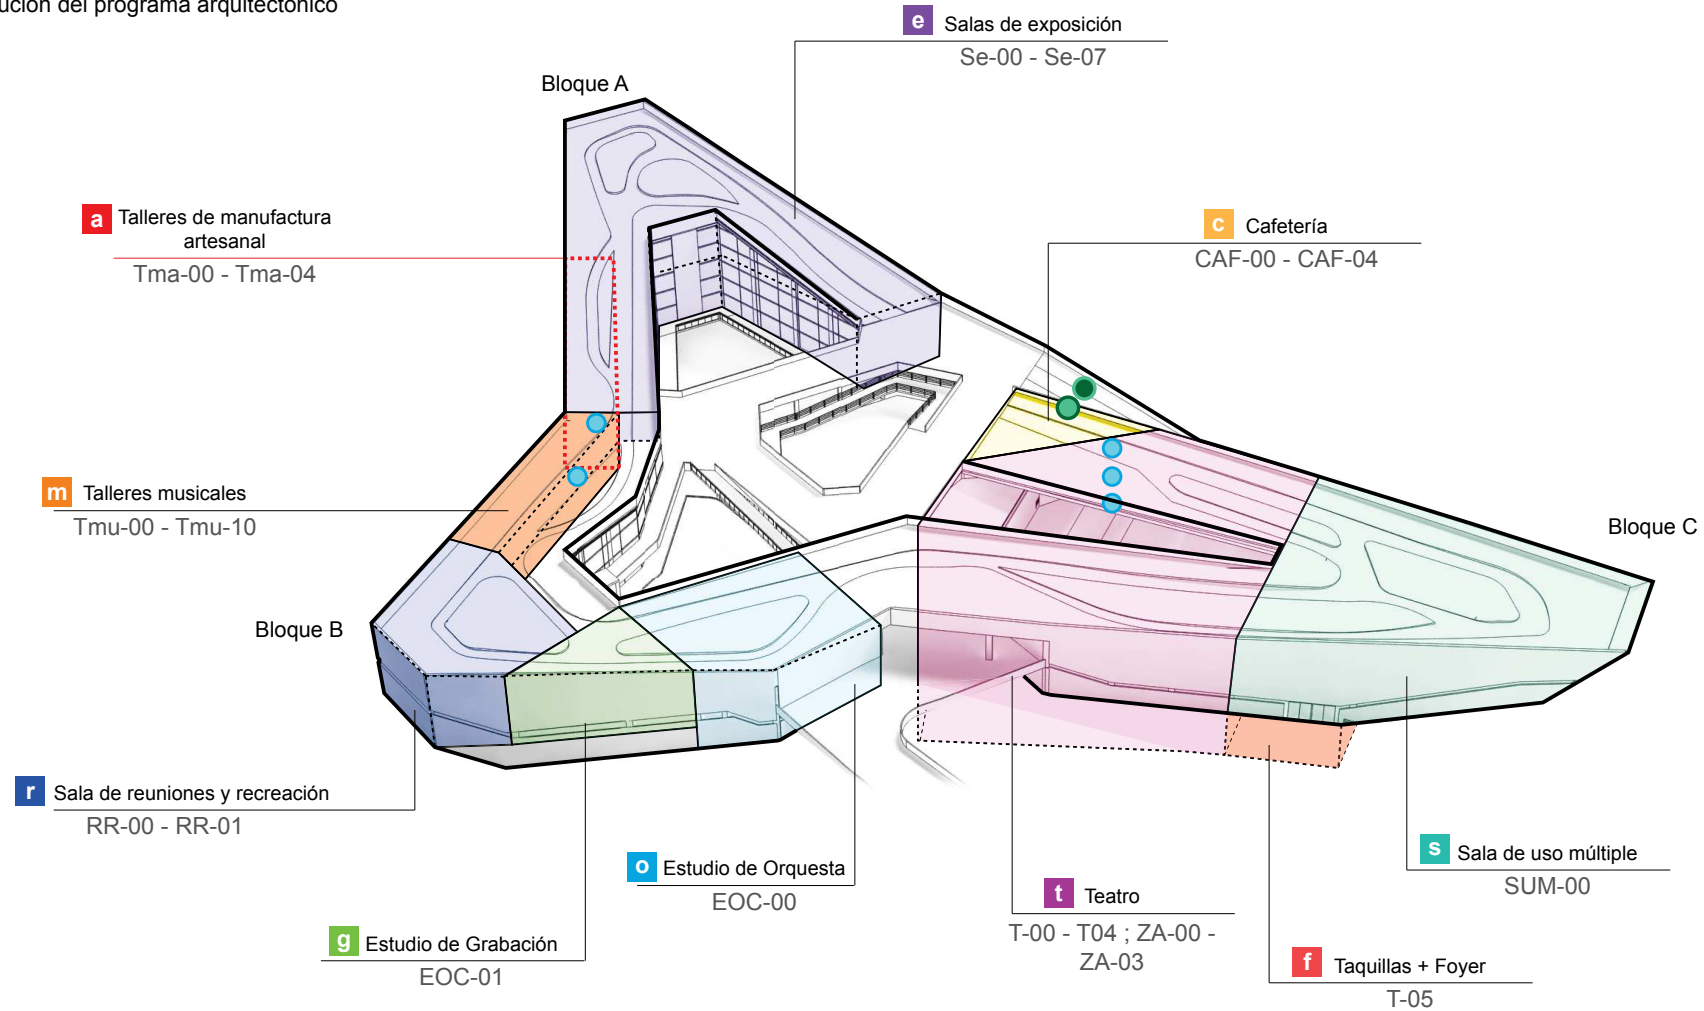 ución del programa arquitectónico
e Salas de exposición
Se-00 - Se-07
Bloque A
a Talleres de manufactura
artesanal
Tma-00 - Tma-04
c Cafetería
CAF-00 - CAF-04
m Talleres musicales
Tmu-00 - Tmu-10
Bloque C
Bloque B
r Sala de reuniones y recreación
RR-00 - RR-01
o Estudio de Orquesta
EOC-00
s Sala de uso múltiple
SUM-00
t Teatro
T-00 - T04 ; ZA-00 -
ZA-03
g Estudio de Grabación
EOC-01
f Taquillas + Foyer
T-05